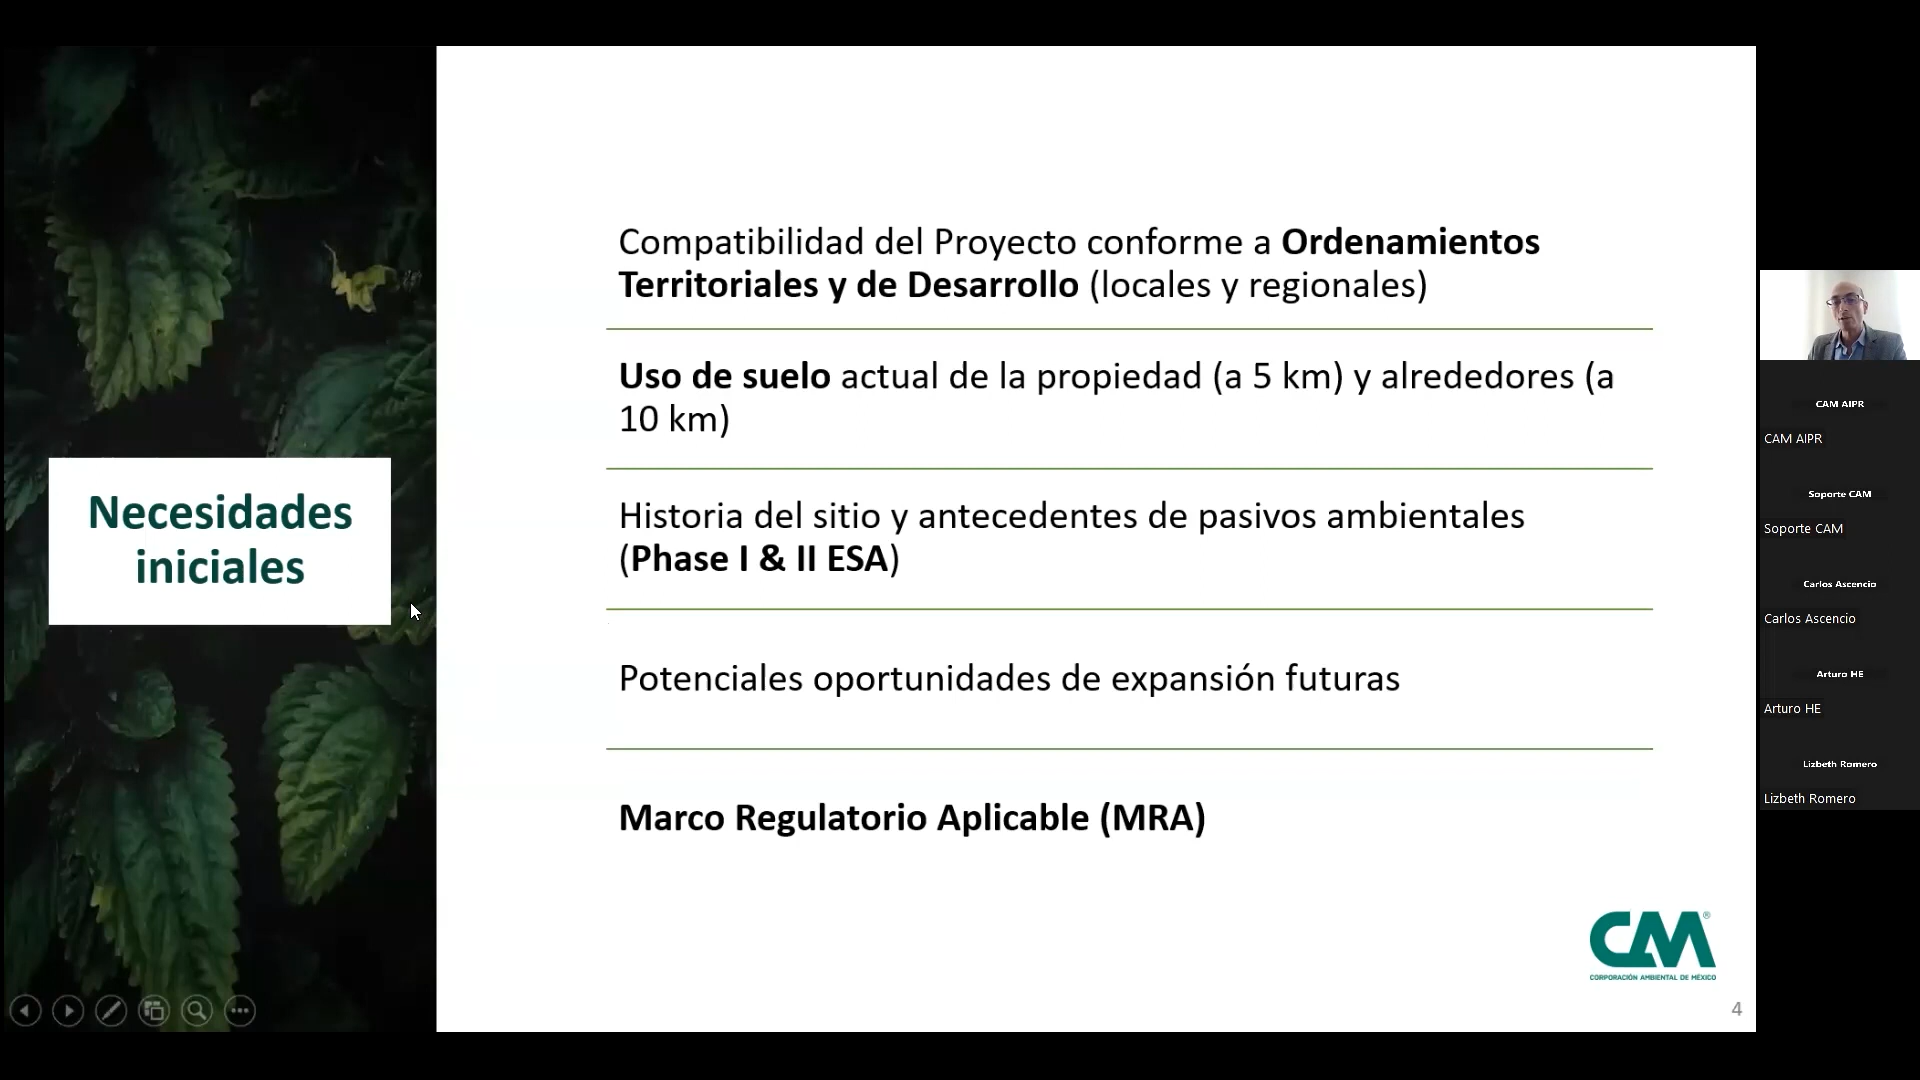 Necesidades
iniciales
Compatibilidad del Proyecto conforme a Ordenamientos
Territoriales y de Desarrollo (locales y regionales)
Uso de suelo actual de la propiedad (a 5 km) y alrededores (a
10 km)
Historia del sitio y antecedentes de pasivos ambientales
(Phase I & II ESA)
Potenciales oportunidades de expansión futuras
Marco Regulatorio Aplicable (MRA)
CAM®
CORPORACIÓN AMBIENTAL DE MÉXICO
4
CAM AIPR
CAM AIPR
Soporte CAM
Soporte CAM
Carlos Ascencio
Carlos Ascencio
Arturo HE
Arturo HE
Lizbeth Romero
Lizbeth Romero